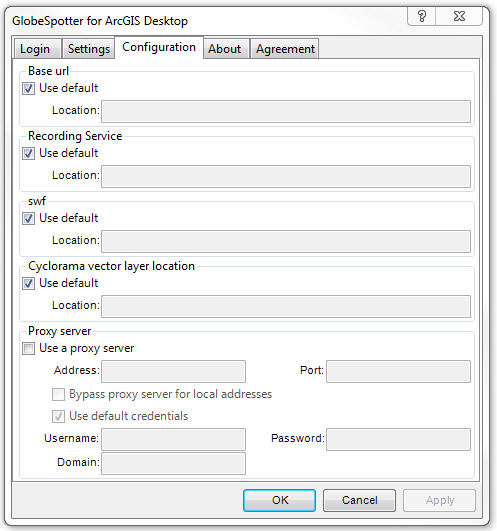 GlobeSpotter for ArcGIS Desktop ?
Login Settings Configuration About Agreement
Base url
Use default
Location:
Recording Service
Use default
Location:
swf
Use default
Location:
Cyclorama vector layer location
Use default
Location:
Proxy server
Use a proxy server
Address: Port:
Bypass proxy server for local addresses
Use default credentials
Username: Password:
Domain:
OK Cancel Apply